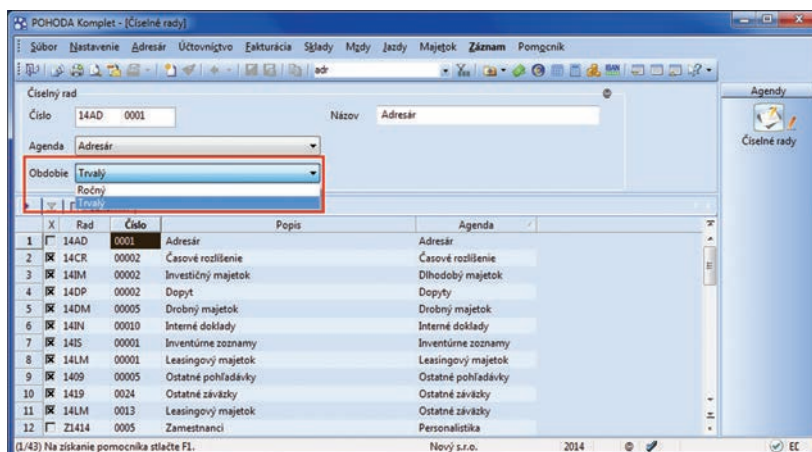 POHODA Komplet - [Číselné rady]
Súbor Nastavenie Adresár Účtovníctvo Fakturácia Sklady Mzdy Jazdy Majetok Záznam Pomocník
adr
Číselný rad
Agendy
Číslo 14AD 0001 Názov Adresár
Číselné rady
Agenda Adresár
Obdobie Trvalý
Ročný
Trvalý
X Rad Číslo Popis Agenda
1 14AD 0001 Adresár Adresár
2 14CR 00002 Časové rozlíšenie Časové rozlíšenie
3 14IM 00002 Investičný majetok Dlhodobý majetok
4 14DP 00002 Dopyt Dopyty
5 14DM 00005 Drobný majetok Drobný majetok
6 14IN 00010 Interné doklady Interné doklady
7 14IS 00001 Inventúrne zoznamy Inventúrne zoznamy
8 14LM 00001 Leasingový majetok Leasingový majetok
9 1409 00005 Ostatné pohľadávky Ostatné pohľadávky
10 1419 0024 Ostatné záväzky Ostatné záväzky
11 14LM 0013 Leasingový majetok Ostatné záväzky
12 Z1414 0005 Zamestnanci Personalistika
(1/43) Na získanie pomocníka stlačte F1. Nový s.r.o. 2014 EC